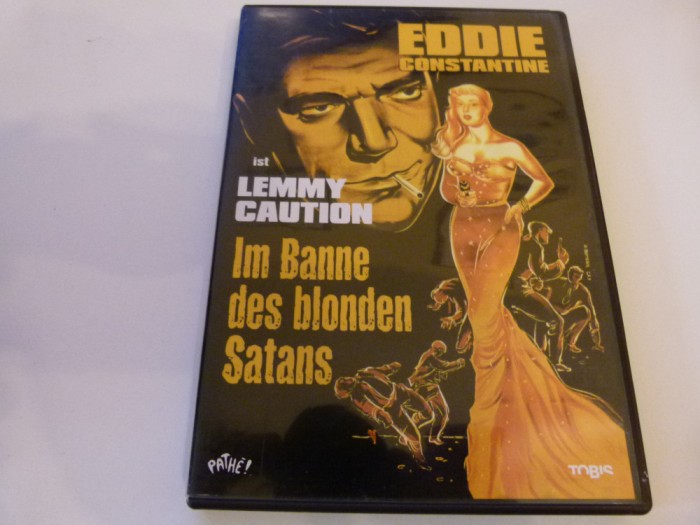 EDDIE
CONSTANTINE
ist
LEMMY
CAUTION
Im Banne
des blonden
Satans
PATHÉ!
TOBIS